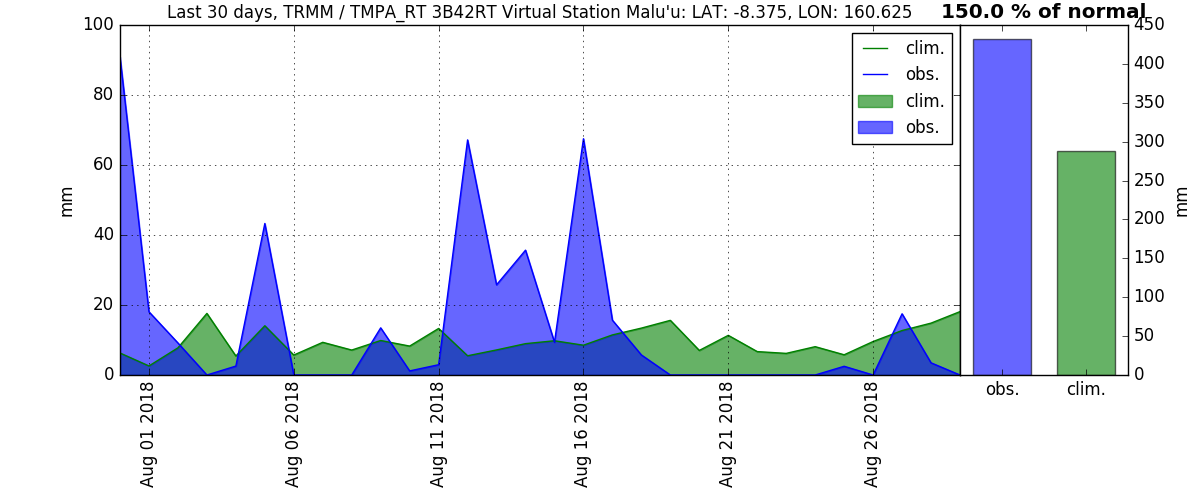 Last 30 days, TRMM / TMPA_RT 3B42RT Virtual Station Malu'u: LAT: -8.375, LON: 160.625
150.0 % of normal
100
80
60
40
20
0
mm
clim.
obs.
clim.
obs.
450
400
350
300
250
200
150
100
50
0
mm
Aug 01 2018
Aug 06 2018
Aug 11 2018
Aug 16 2018
Aug 21 2018
Aug 26 2018
obs.
clim.